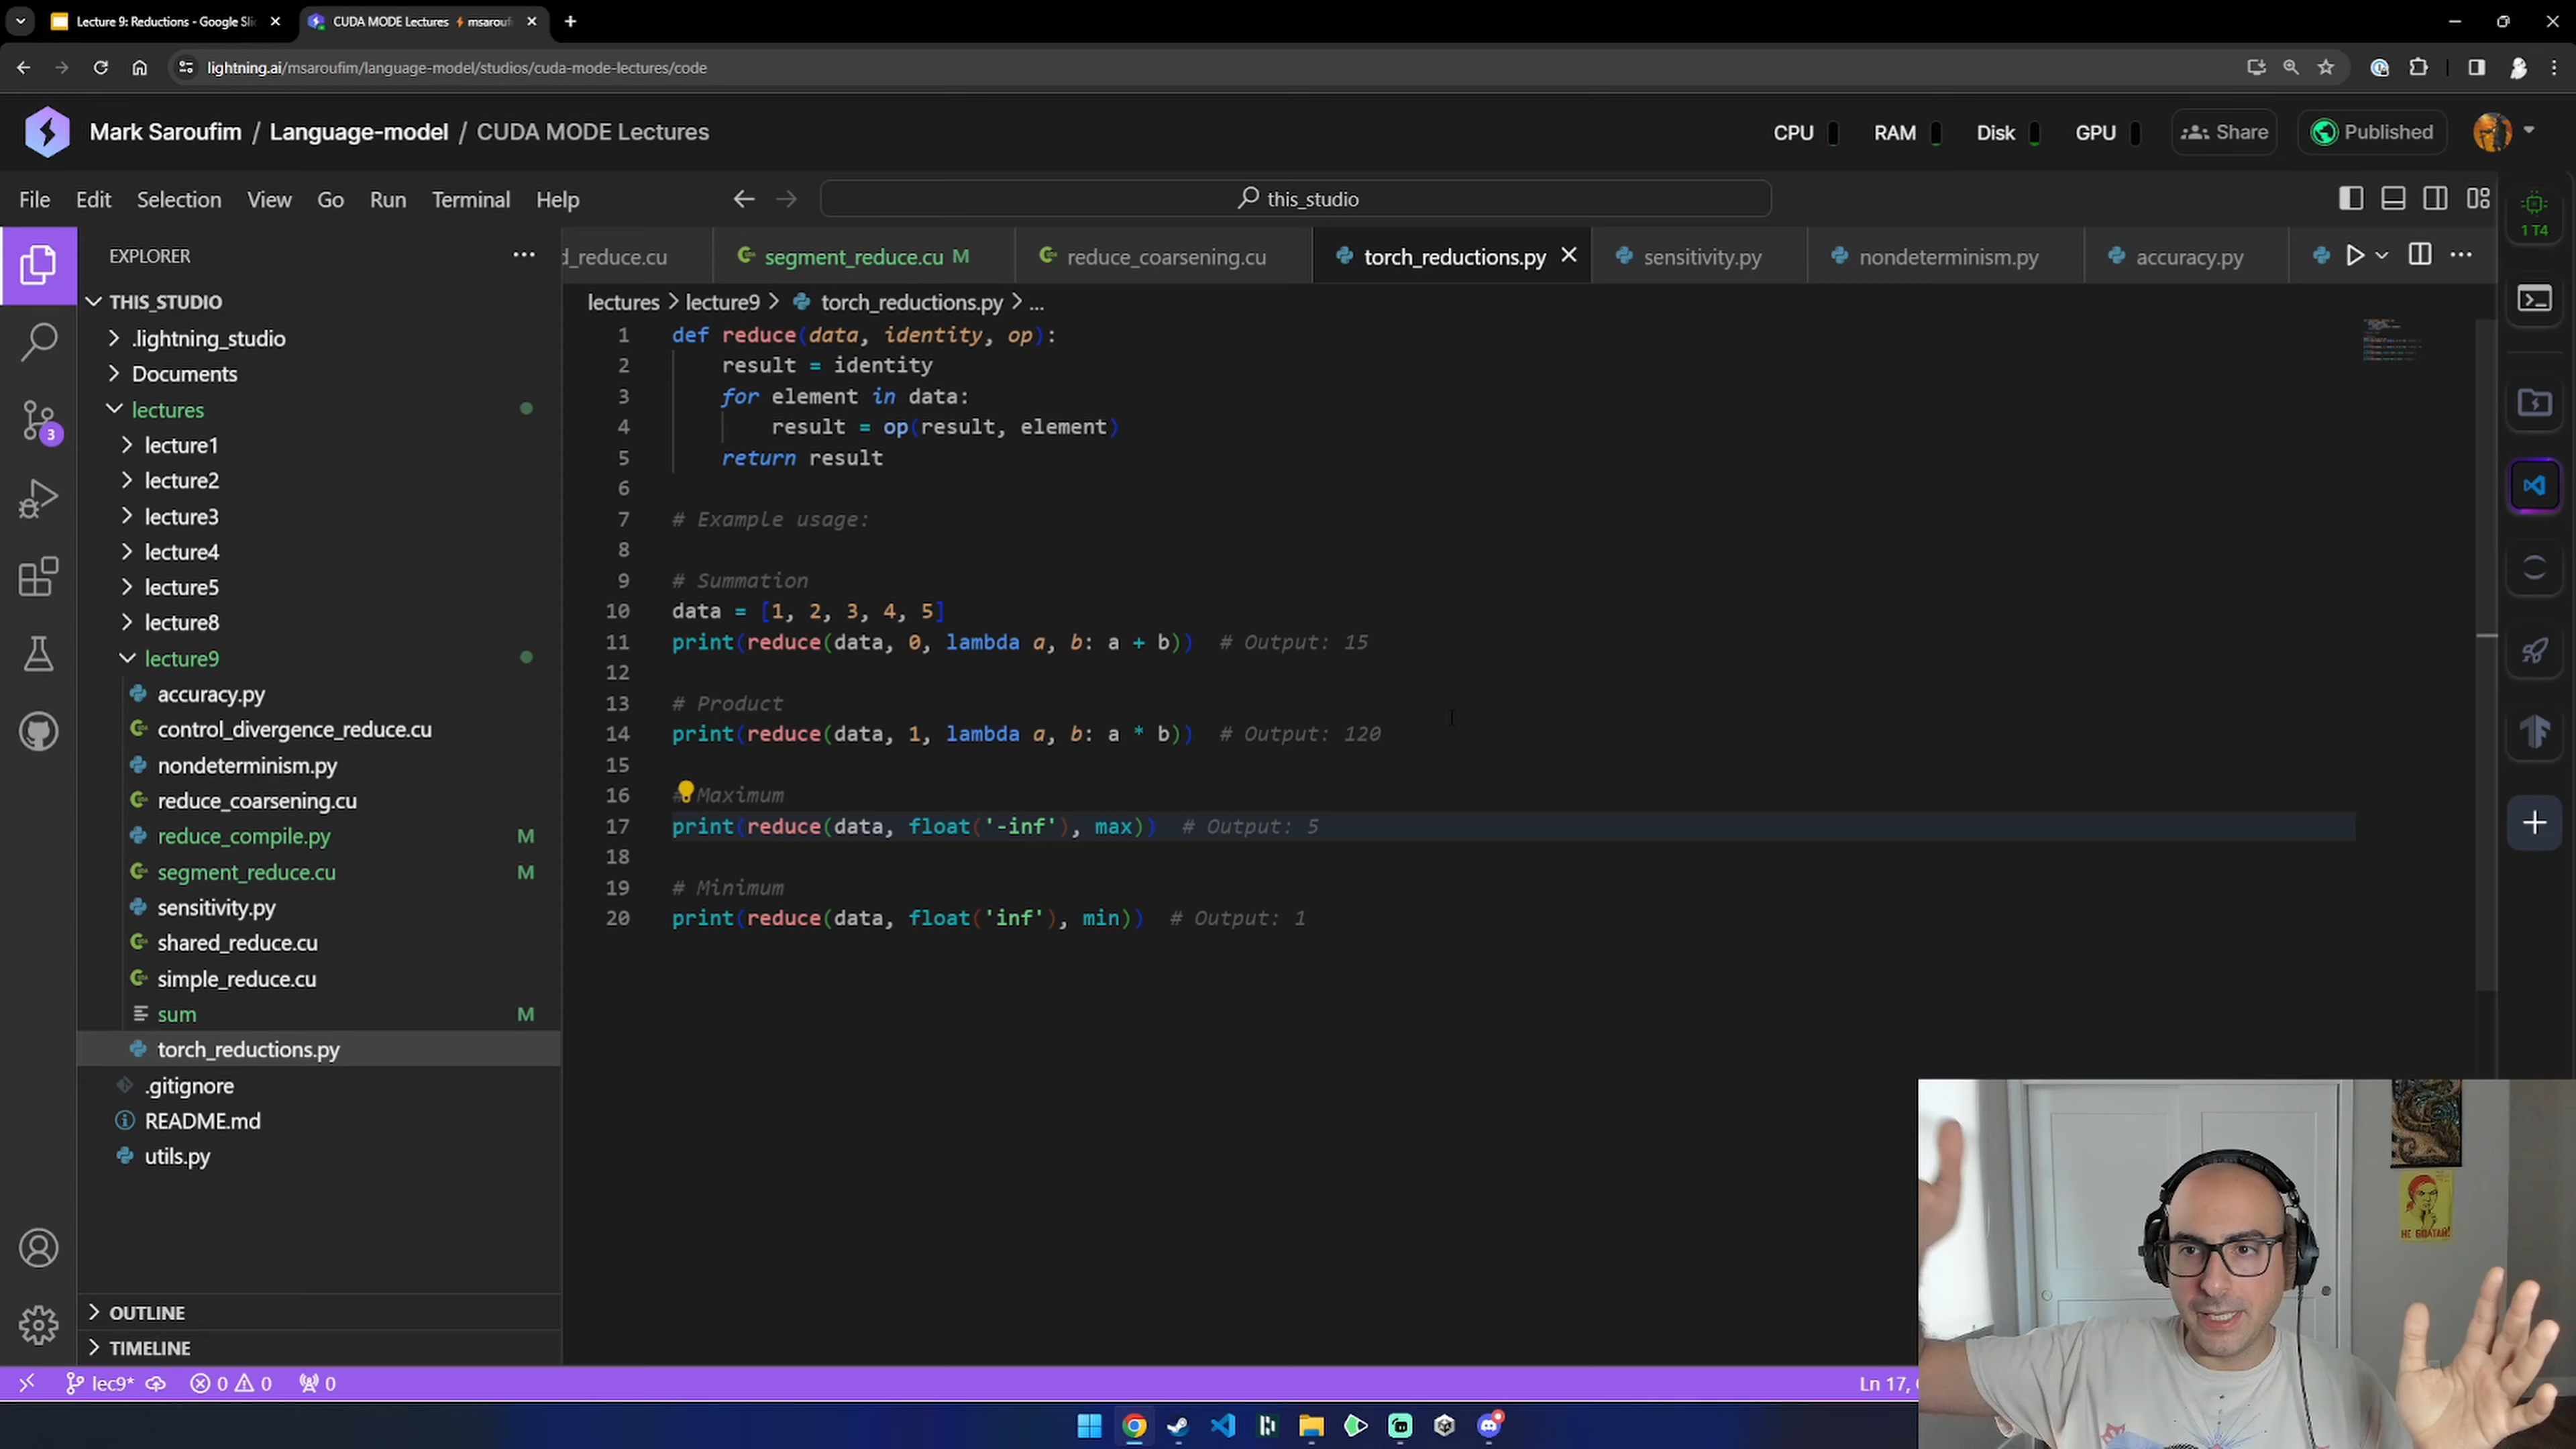 Lecture 9: Reductions - Google Sli
CUDA MODE Lectures ⚡ msaroufi
lightning.ai/msaroufim/language-model/studios/cuda-mode-lectures/code
Mark Saroufim / Language-model / CUDA MODE Lectures
CPU RAM Disk GPU Share Published
File Edit Selection View Go Run Terminal Help
this_studio
1 T4
EXPLORER
d_reduce.cu segment_reduce.cu M reduce_coarsening.cu torch_reductions.py sensitivity.py nondeterminism.py accuracy.py
THIS_STUDIO
.lightning_studio
Documents
lectures
lecture1
lecture2
lecture3
lecture4
lecture5
lecture8
lecture9
accuracy.py
control_divergence_reduce.cu
nondeterminism.py
reduce_coarsening.cu
reduce_compile.py M
segment_reduce.cu M
sensitivity.py
shared_reduce.cu
simple_reduce.cu
sum M
torch_reductions.py
.gitignore
README.md
utils.py
OUTLINE
TIMELINE
3
lectures > lecture9 > torch_reductions.py > ...
1 def reduce(data, identity, op):
2 result = identity
3 for element in data:
4 result = op(result, element)
5 return result
6
7 # Example usage:
8
9 # Summation
10 data = [1, 2, 3, 4, 5]
11 print(reduce(data, 0, lambda a, b: a + b)) # Output: 15
12
13 # Product
14 print(reduce(data, 1, lambda a, b: a * b)) # Output: 120
15
16 # Maximum
17 print(reduce(data, float('-inf'), max)) # Output: 5
18
19 # Minimum
20 print(reduce(data, float('inf'), min)) # Output: 1
НЕ БОЛТАЙ!
lec9* 0 0 0
Ln 17,